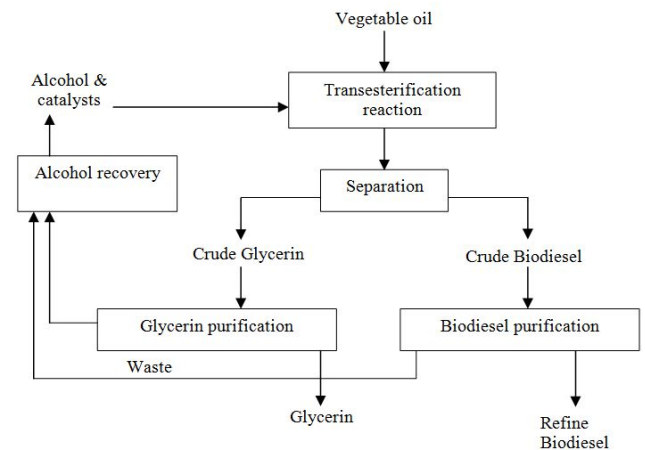 Vegetable oil
Alcohol &
catalysts
Transesterification
reaction
Alcohol recovery
Separation
Crude Glycerin
Crude Biodiesel
Glycerin purification
Biodiesel purification
Waste
Glycerin
Refine
Biodiesel